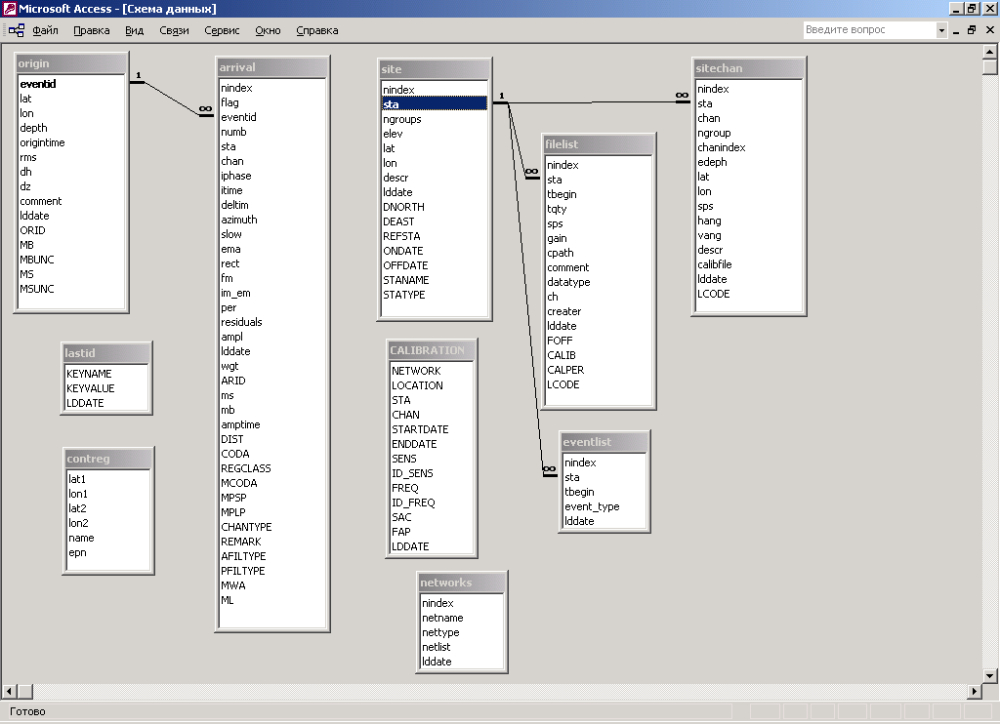 Microsoft Access - [Схема данных]
Файл Правка Вид Связи Сервис Окно Справка
Введите вопрос
origin
eventid
lat
lon
depth
origintime
rms
dh
dz
comment
lddate
ORID
MB
MBUNC
MS
MSUNC
1
∞
arrival
nindex
flag
eventid
numb
sta
chan
iphase
itime
deltim
azimuth
slow
ema
rect
fm
im_em
per
residuals
ampl
lddate
wgt
ARID
ms
mb
amptime
DIST
CODA
REGCLASS
MCODA
MPSP
MPLP
CHANTYPE
REMARK
AFILTYPE
PFILTYPE
MWA
ML
site
nindex
sta
ngroups
elev
lat
lon
descr
lddate
DNORTH
DEAST
REFSTA
ONDATE
OFFDATE
STANAME
STATYPE
1
∞
∞
∞
filelist
nindex
sta
tbegin
tqty
sps
gain
cpath
comment
datatype
ch
creater
lddate
FOFF
CALIB
CALPER
LCODE
sitechan
nindex
sta
chan
ngroup
chanindex
edeph
lat
lon
sps
hang
vang
descr
calibfile
lddate
LCODE
lastid
KEYNAME
KEYVALUE
LDDATE
CALIBRATION
NETWORK
LOCATION
STA
CHAN
STARTDATE
ENDDATE
SENS
ID_SENS
FREQ
ID_FREQ
SAC
FAP
LDDATE
eventlist
nindex
sta
tbegin
event_type
lddate
contreg
lat1
lon1
lat2
lon2
name
epn
networks
nindex
netname
nettype
netlist
lddate
Готово